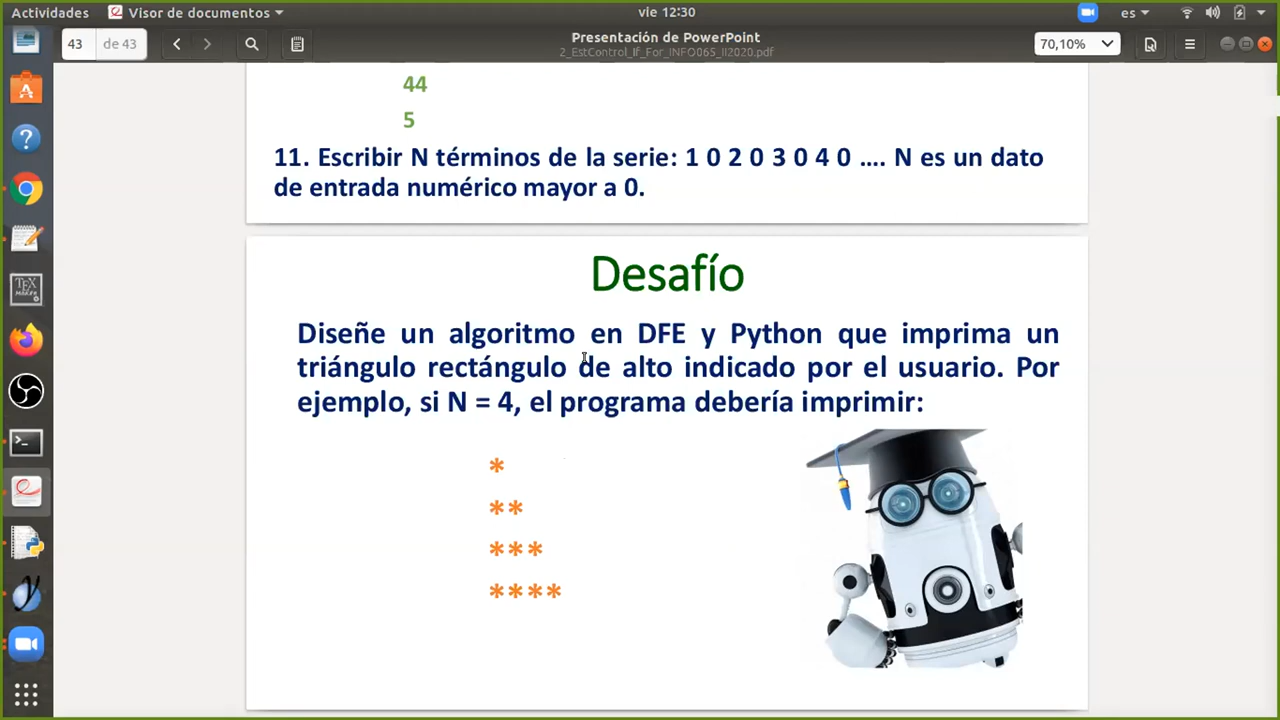 Actividades
Visor de documentos
vie 12:30
es
43
de 43
Presentación de PowerPoint
2_EstControl_If_For_INFO065_II2020.pdf
70,10%
44
5
11. Escribir N términos de la serie: 1 0 2 0 3 0 4 0 .... N es un dato
de entrada numérico mayor a 0.
Desafío
Diseñe un algoritmo en DFE y Python que imprima un
triángulo rectángulo de alto indicado por el usuario. Por
ejemplo, si N = 4, el programa debería imprimir:
*
**
***
****